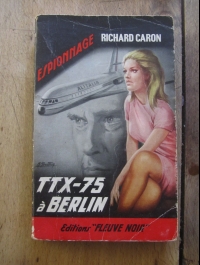 ESPIONNAGE
RICHARD CARON
TTX-75
à BERLIN
Editions "FLEUVE NOIR"